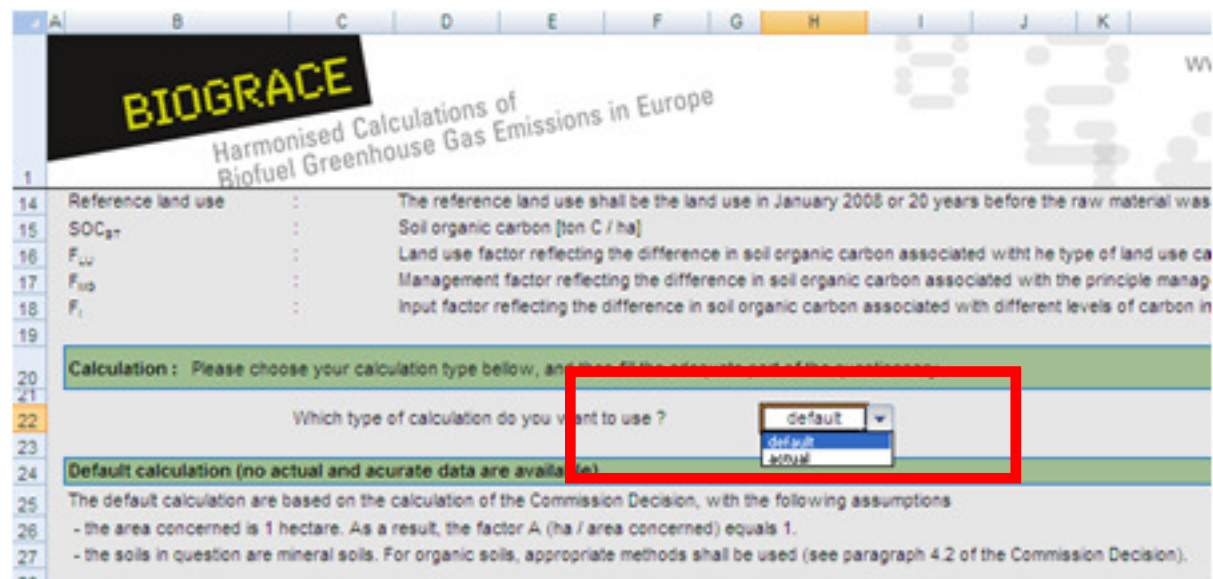 A B C D E F G H I J K
BIOGRACE
Harmonised Calculations of
Biofuel Greenhouse Gas Emissions in Europe
1
14 Reference land use : The reference land use shall be the land use in January 2008 or 20 years before the raw material was
15 SOC_ST : Soil organic carbon [ton C / ha]
16 F_LU : Land use factor reflecting the difference in soil organic carbon associated witht he type of land use ca
17 F_MG : Management factor reflecting the difference in soil organic carbon associated with the principle manag
18 F_I : Input factor reflecting the difference in soil organic carbon associated with different levels of carbon in
19
20 Calculation : Please choose your calculation type bellow, and then fill the adequate part of the
21
22 Which type of calculation do you want to use ? default
default
23
actual
24 Default calculation (no actual and acurate data are available)
25 The default calculation are based on the calculation of the Commission Decision, with the following assumptions
26 - the area concerned is 1 hectare. As a result, the factor A (ha / area concerned) equals 1.
27 - the soils in question are mineral soils. For organic soils, appropriate methods shall be used (see paragraph 4.2 of the Commission Decision).